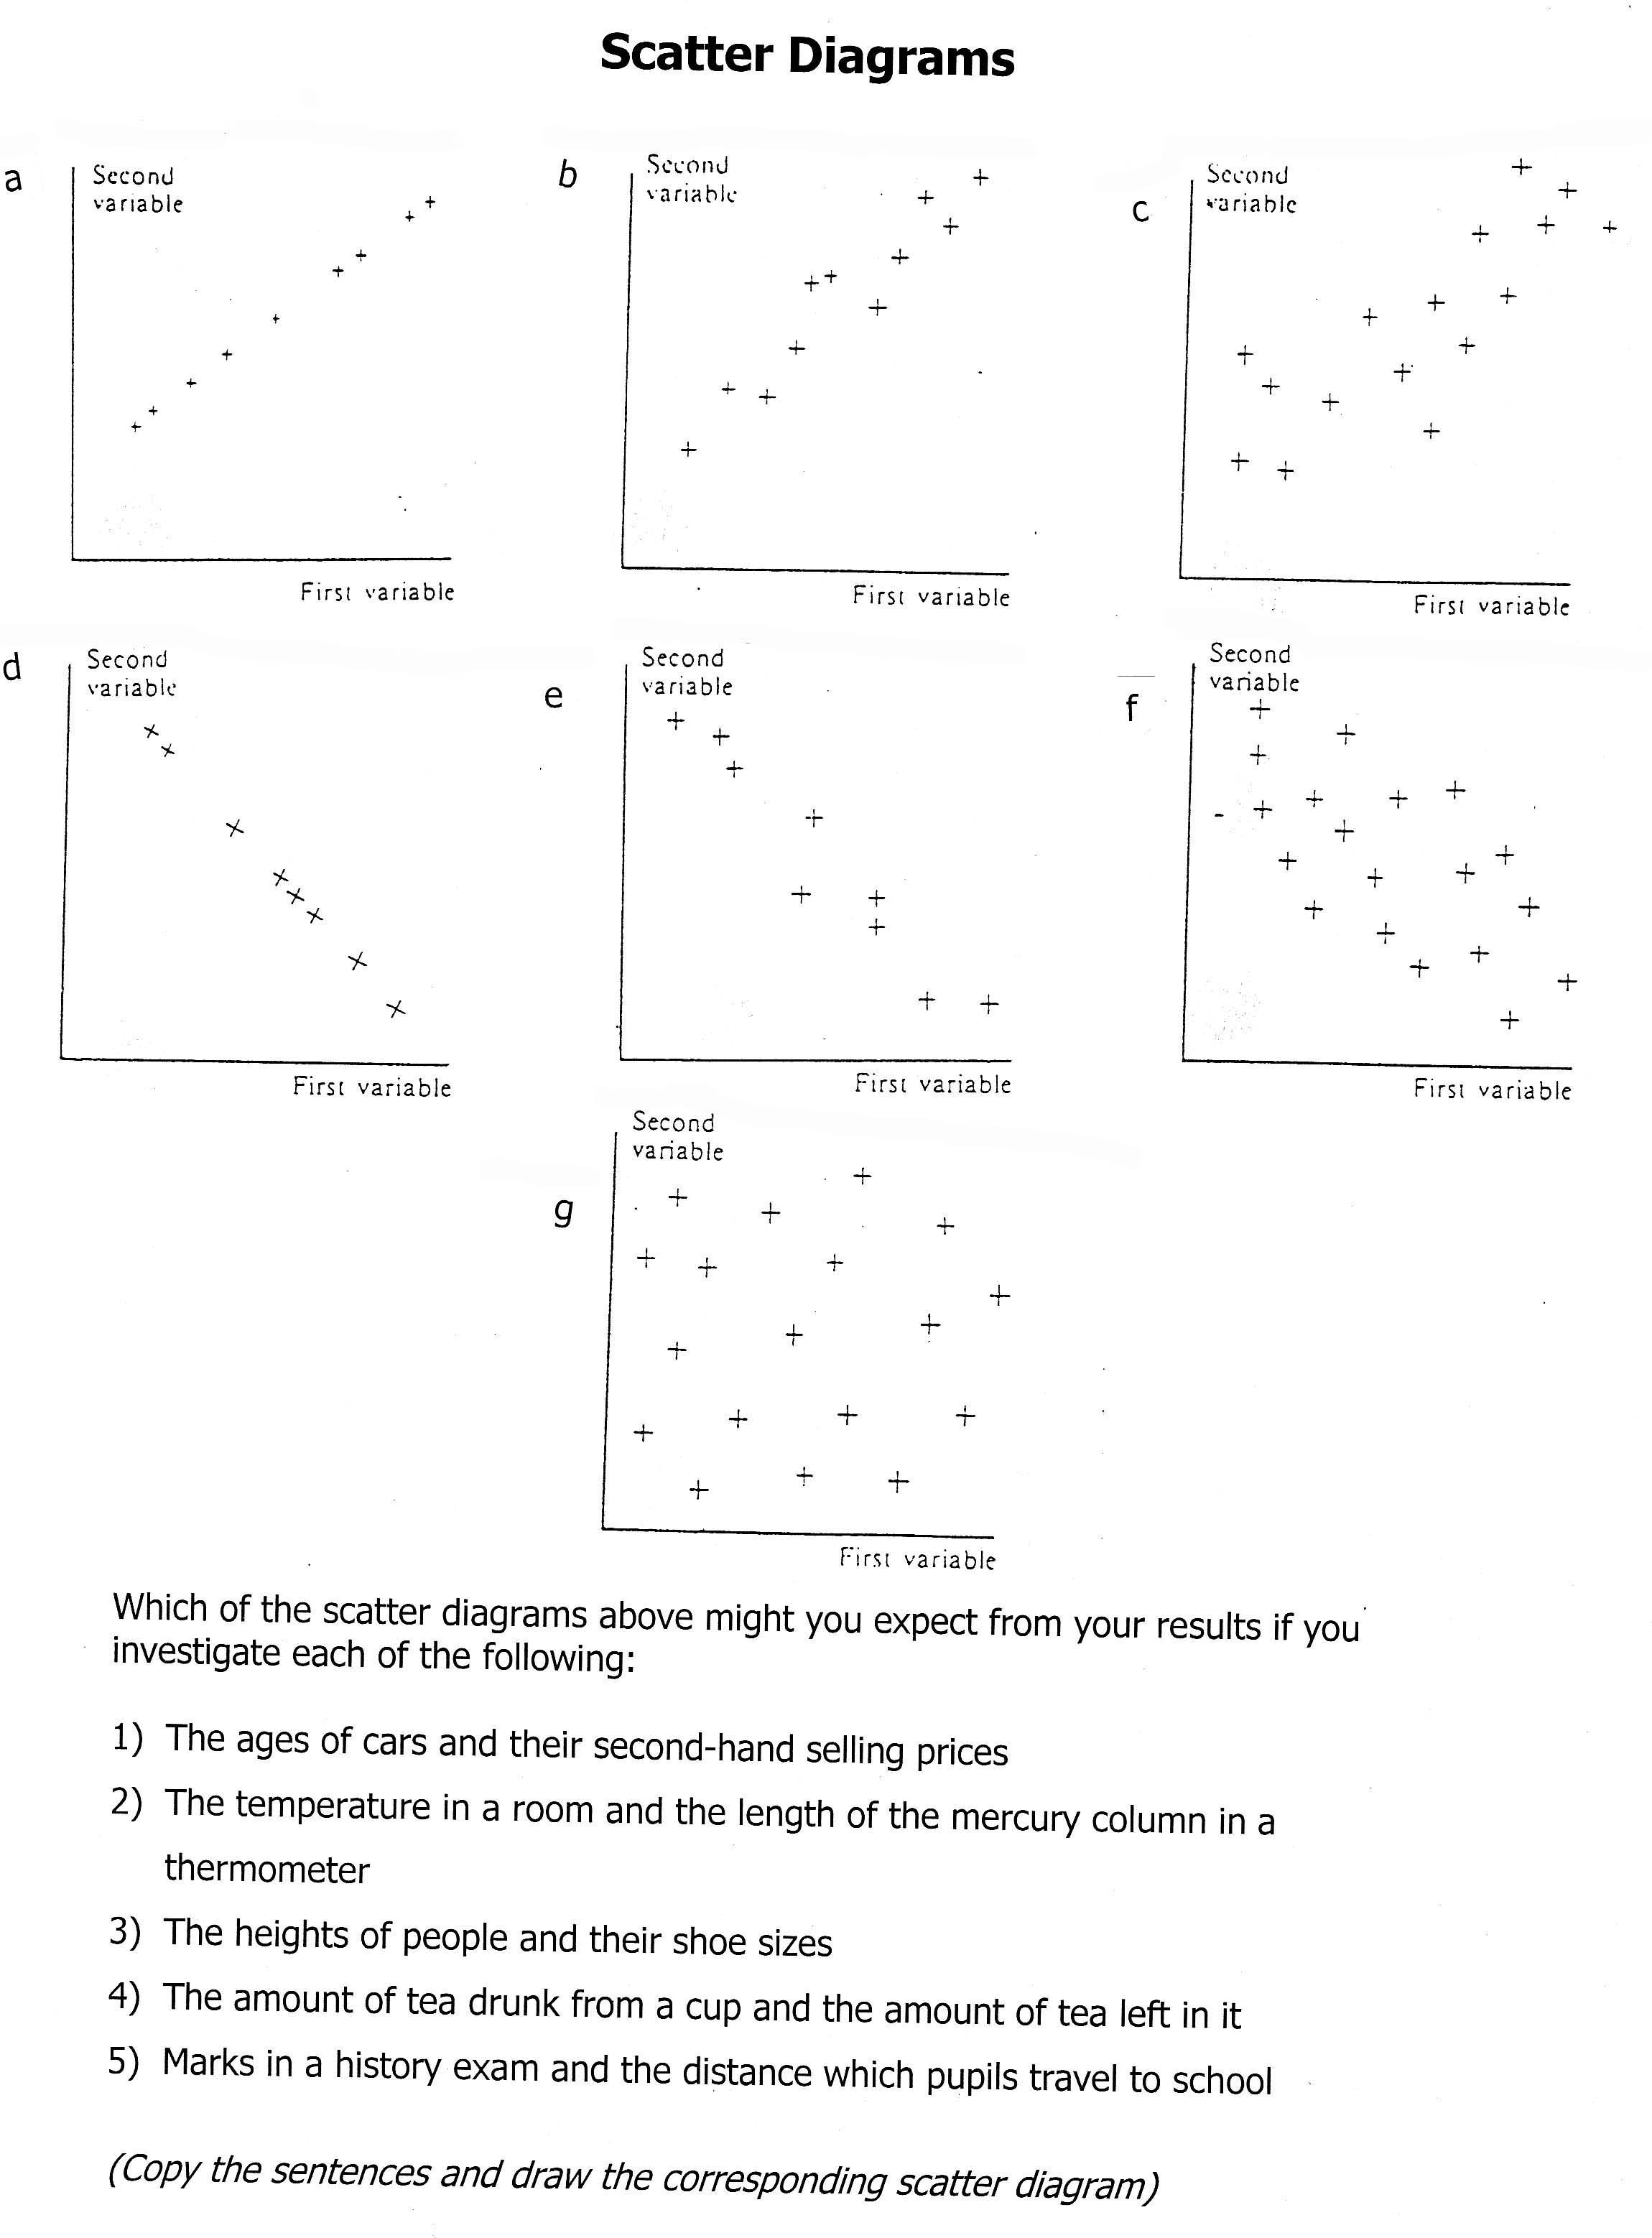 Scatter Diagrams
a
Second
variable
First variable
b
Second
variable
First variable
c
Second
variable
First variable
d
Second
variable
First variable
e
Second
variable
First variable
f
Second
variable
First variable
g
Second
variable
First variable
Which of the scatter diagrams above might you expect from your results if you
investigate each of the following:
1) The ages of cars and their second-hand selling prices
2) The temperature in a room and the length of the mercury column in a
thermometer
3) The heights of people and their shoe sizes
4) The amount of tea drunk from a cup and the amount of tea left in it
5) Marks in a history exam and the distance which pupils travel to school
(Copy the sentences and draw the corresponding scatter diagram)